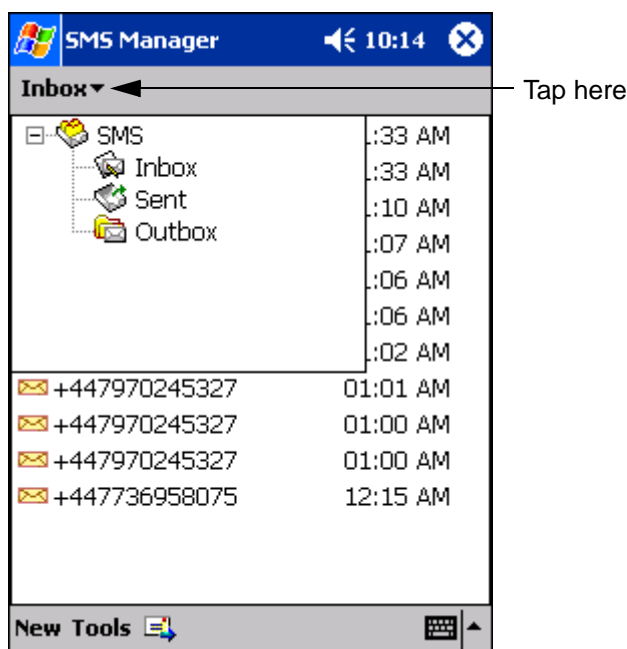 SMS Manager 10:14
Inbox Tap here
SMS
Inbox
Sent
Outbox
:33 AM
:33 AM
:10 AM
:07 AM
:06 AM
:06 AM
:02 AM
+447970245327 01:01 AM
+447970245327 01:00 AM
+447970245327 01:00 AM
+447736958075 12:15 AM
New Tools